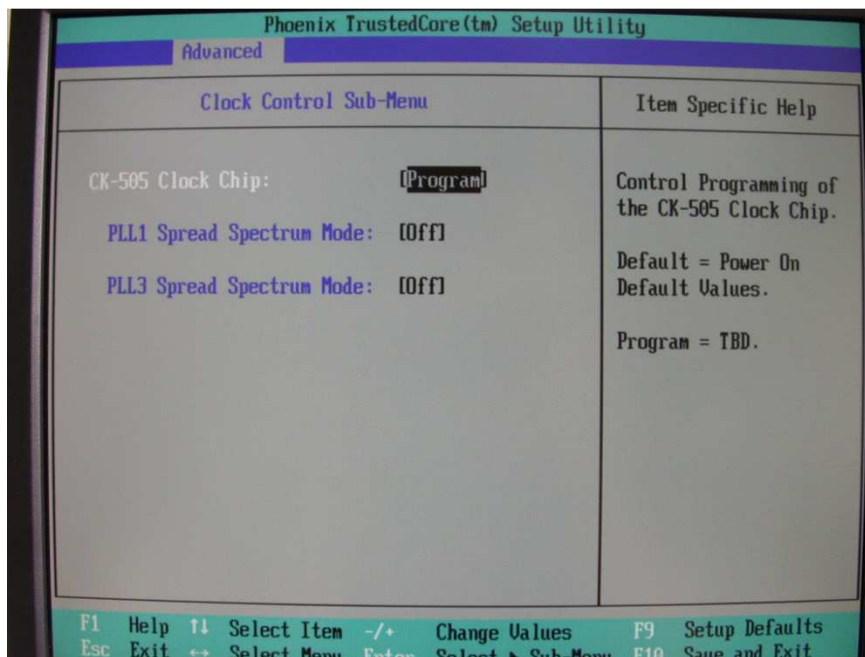 Phoenix TrustedCore(tm) Setup Utility
Advanced
Clock Control Sub-Menu
Item Specific Help
CK-505 Clock Chip: [Program]
PLL1 Spread Spectrum Mode: [Off]
PLL3 Spread Spectrum Mode: [Off]
Control Programming of
the CK-505 Clock Chip.
Default = Power On
Default Values.
Program = TBD.
F1 Help ↑↓ Select Item -/+ Change Values F9 Setup Defaults
Esc Exit ↔ Select Menu Enter Select ▶ Sub-Menu F10 Save and Exit